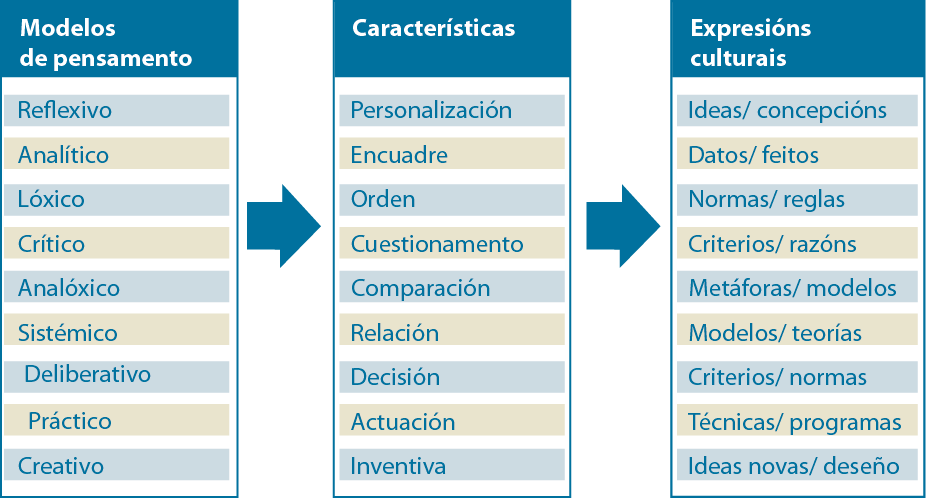 Modelos
de pensamento
Características
Expresións
culturais
Reflexivo
Personalización
Ideas/ concepcións
Analítico
Encuadre
Datos/ feitos
Lóxico
Orden
Normas/ reglas
Crítico
Cuestionamento
Criterios/ razóns
Analóxico
Comparación
Metáforas/ modelos
Sistémico
Relación
Modelos/ teorías
Deliberativo
Decisión
Criterios/ normas
Práctico
Actuación
Técnicas/ programas
Creativo
Inventiva
Ideas novas/ deseño